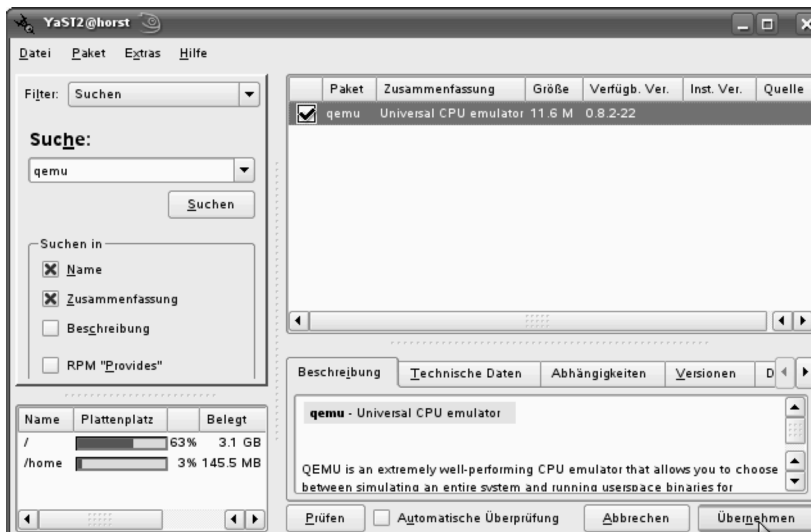 YaST2@horst
Datei Paket Extras Hilfe
Filter: Suchen
Suche:
qemu
Suchen
Suchen in
Name
Zusammenfassung
Beschreibung
RPM "Provides"
Name Plattenplatz Belegt
/ 63% 3.1 GB
/home 3% 145.5 MB
Paket Zusammenfassung Größe Verfügb. Ver. Inst. Ver. Quelle
qemu Universal CPU emulator 11.6 M 0.8.2-22
Beschreibung Technische Daten Abhängigkeiten Versionen D
qemu - Universal CPU emulator
QEMU is an extremely well-performing CPU emulator that allows you to choose
between simulating an entire system and running userspace binaries for
Prüfen Automatische Überprüfung Abbrechen Übernehmen